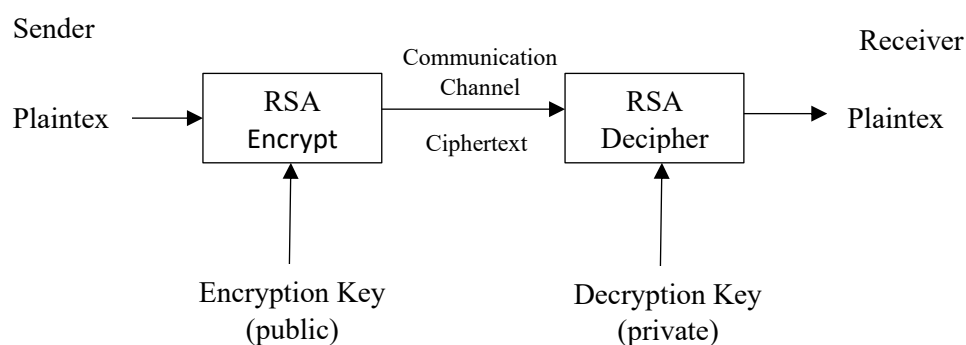 Sender
Receiver
Communication
Channel
Plaintex
RSA
Encrypt
Ciphertext
RSA
Decipher
Plaintex
Encryption Key
(public)
Decryption Key
(private)